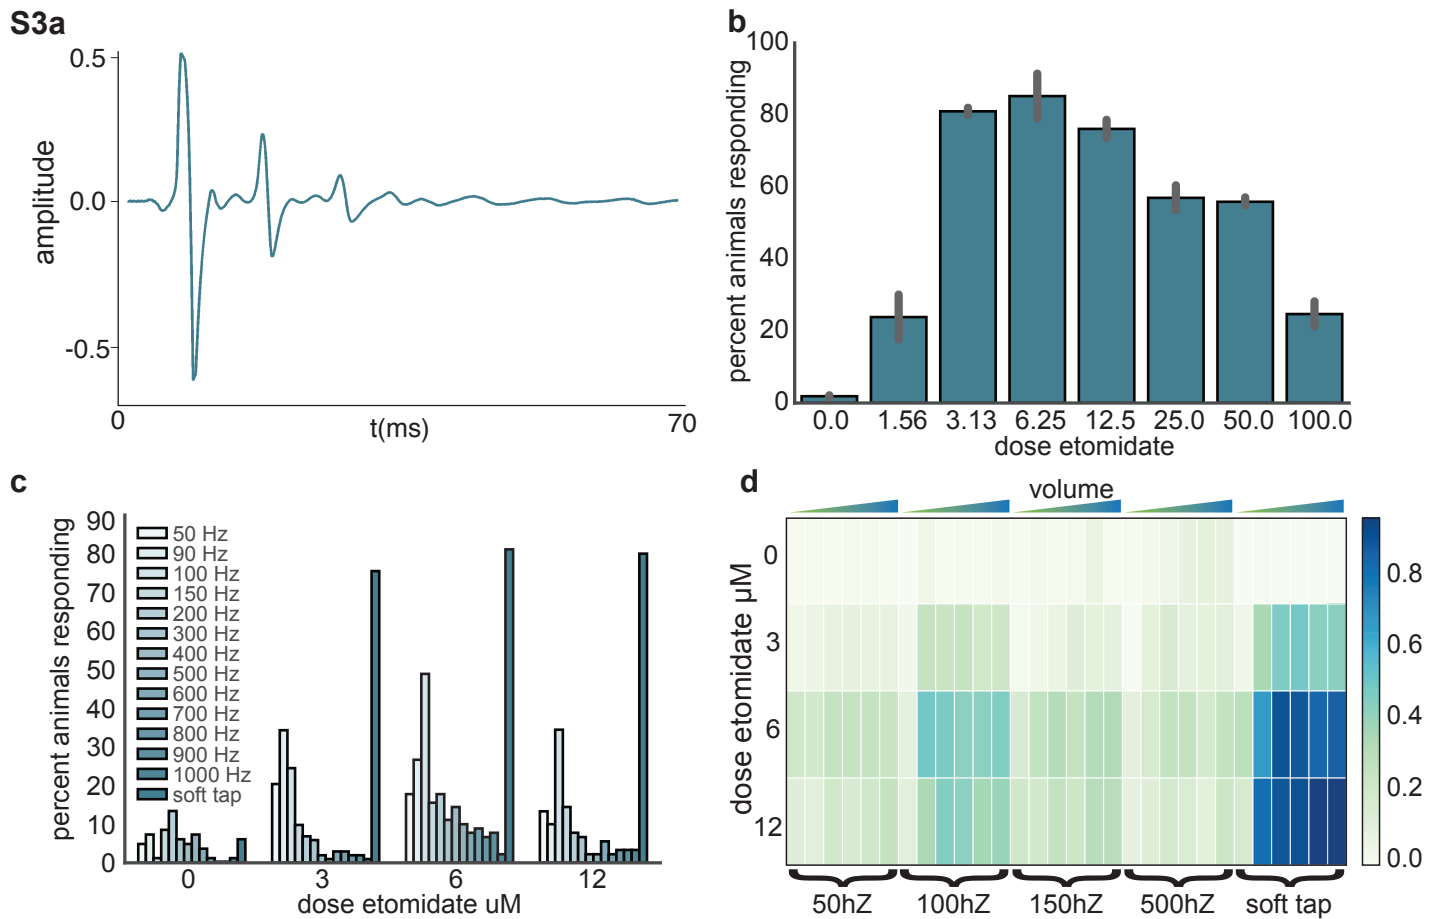 S3a
0.5
0.0
-0.5
amplitude
0
t(ms)
70
b
100
80
60
40
20
0
percent animals responding
0.0 1.56 3.13 6.25 12.5 25.0 50.0 100.0
dose etomidate
c
90
80
70
60
50
40
30
20
10
0
percent animals responding
50 Hz
90 Hz
100 Hz
150 Hz
200 Hz
300 Hz
400 Hz
500 Hz
600 Hz
700 Hz
800 Hz
900 Hz
1000 Hz
soft tap
0 3 6 12
dose etomidate uM
d
volume
0
3
6
12
dose etomidate µM
50hZ 100hZ 150hZ 500hZ soft tap
0.8
0.6
0.4
0.2
0.0